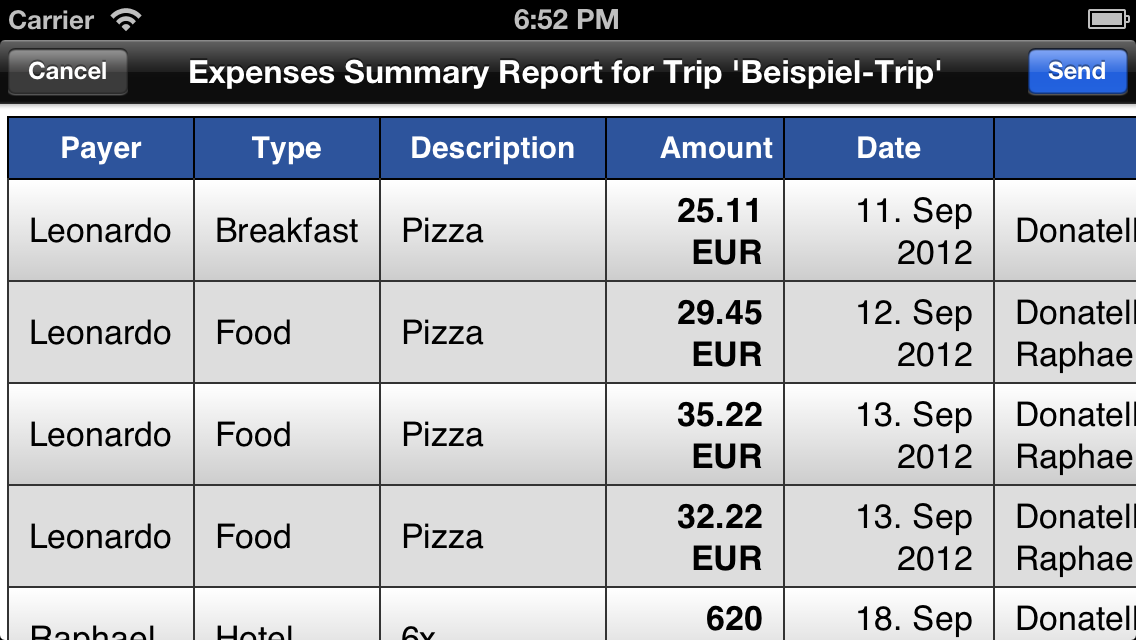 Carrier 6:52 PM
Cancel Expenses Summary Report for Trip 'Beispiel-Trip' Send
Payer Type Description Amount Date
Leonardo Breakfast Pizza 25.11 EUR 11. Sep 2012 Donatell
Leonardo Food Pizza 29.45 EUR 12. Sep 2012 Donatell Raphae
Leonardo Food Pizza 35.22 EUR 13. Sep 2012 Donatell Raphae
Leonardo Food Pizza 32.22 EUR 13. Sep 2012 Donatell Raphae
Raphael Hotel 6x 620 18. Sep Donatell